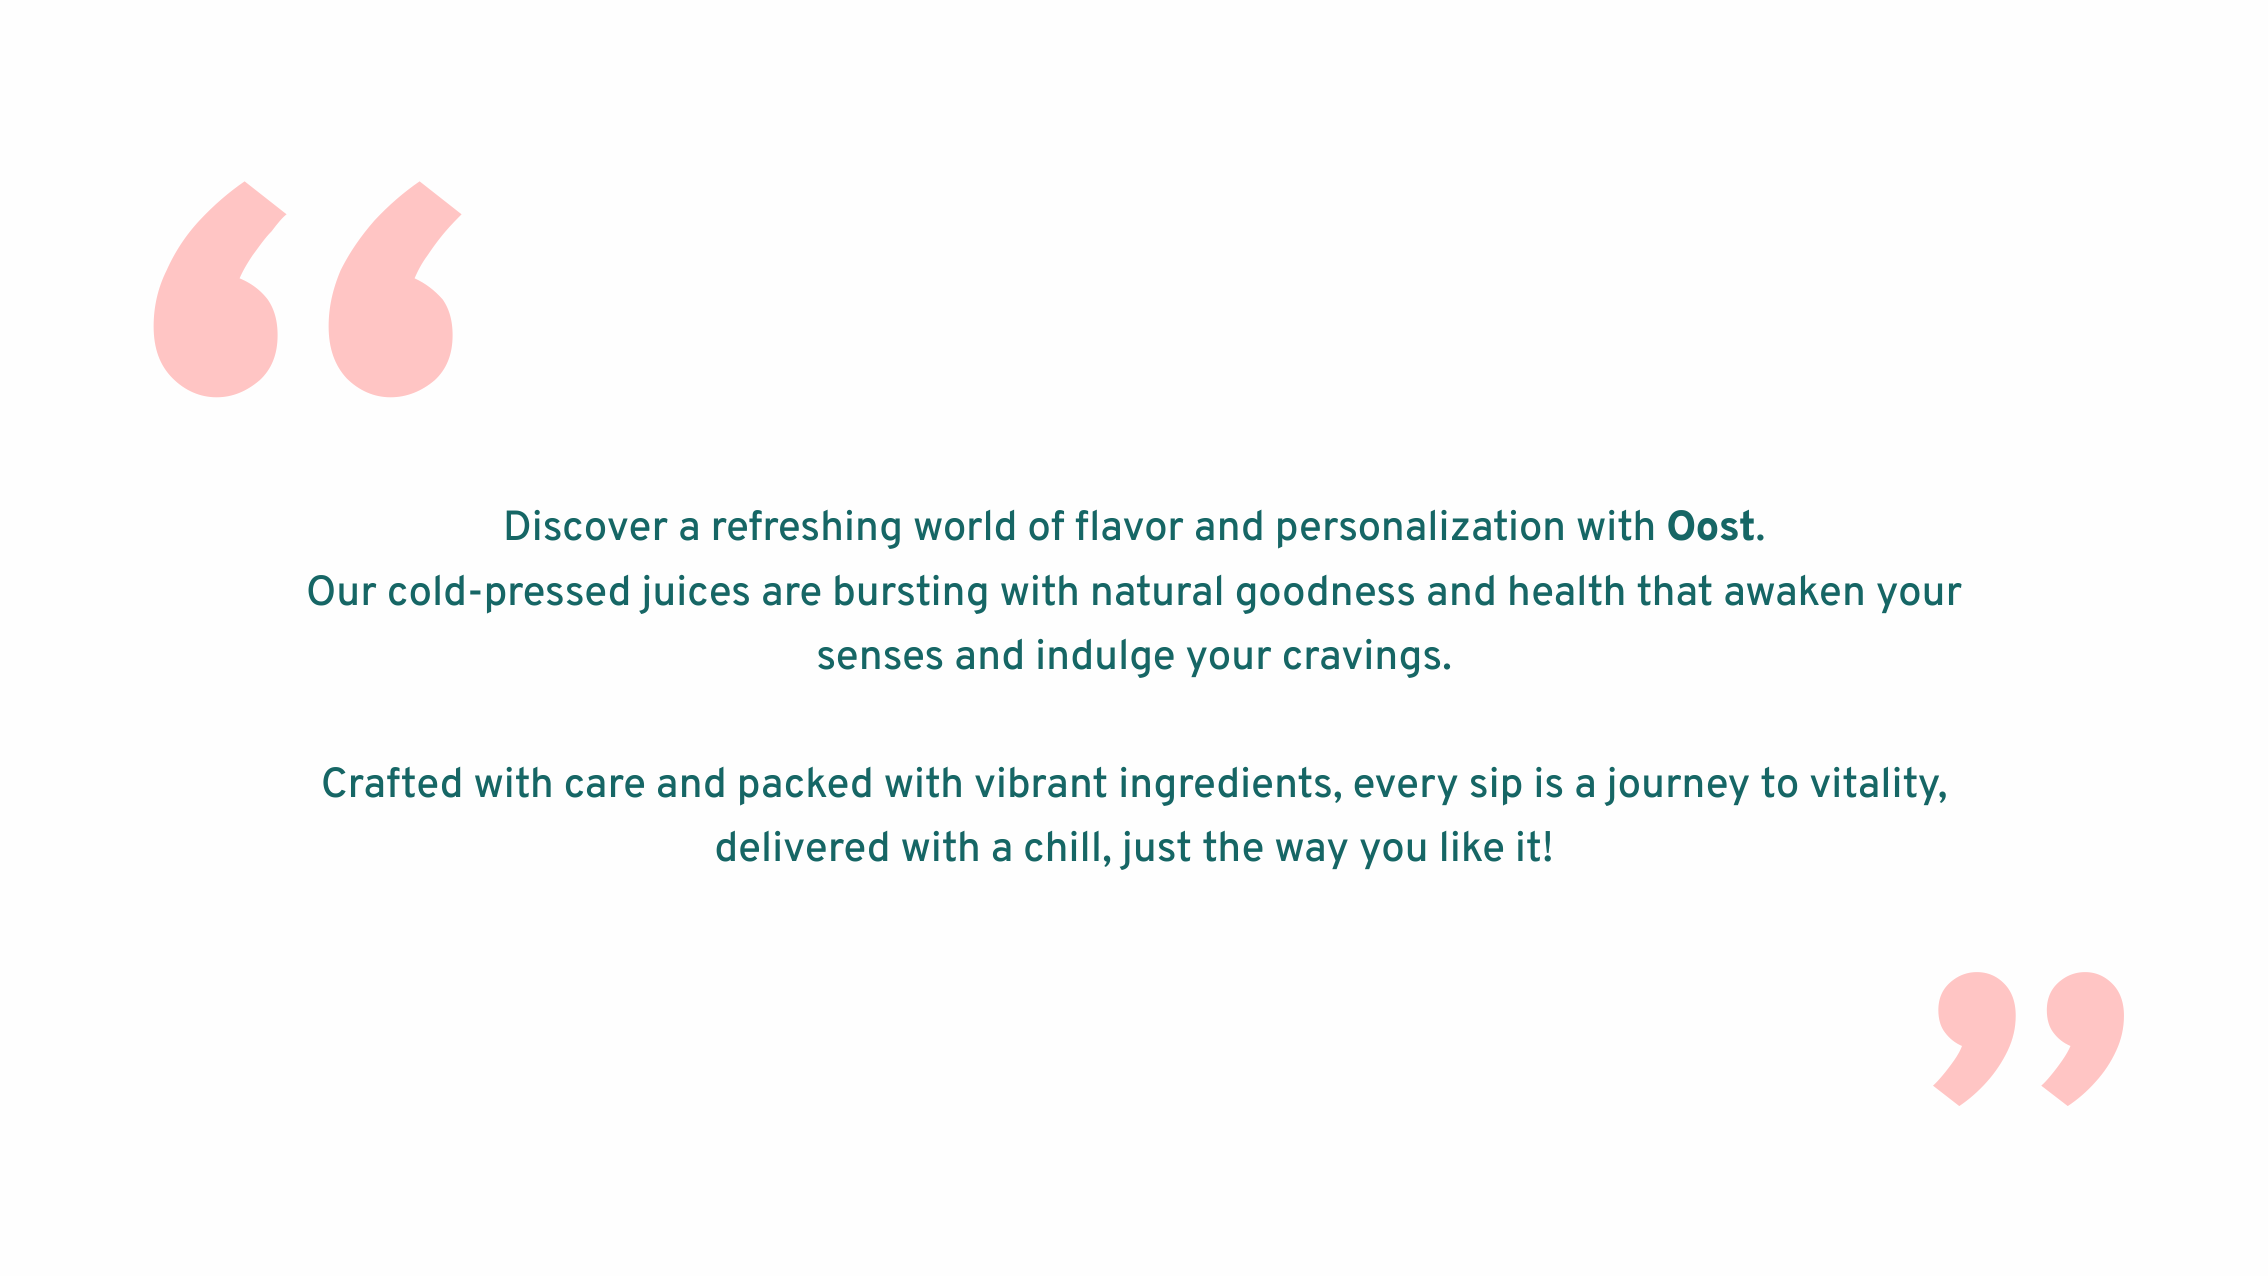 “
Discover a refreshing world of flavor and personalization with Oost.
Our cold-pressed juices are bursting with natural goodness and health that awaken your
senses and indulge your cravings.
Crafted with care and packed with vibrant ingredients, every sip is a journey to vitality,
delivered with a chill, just the way you like it!
”